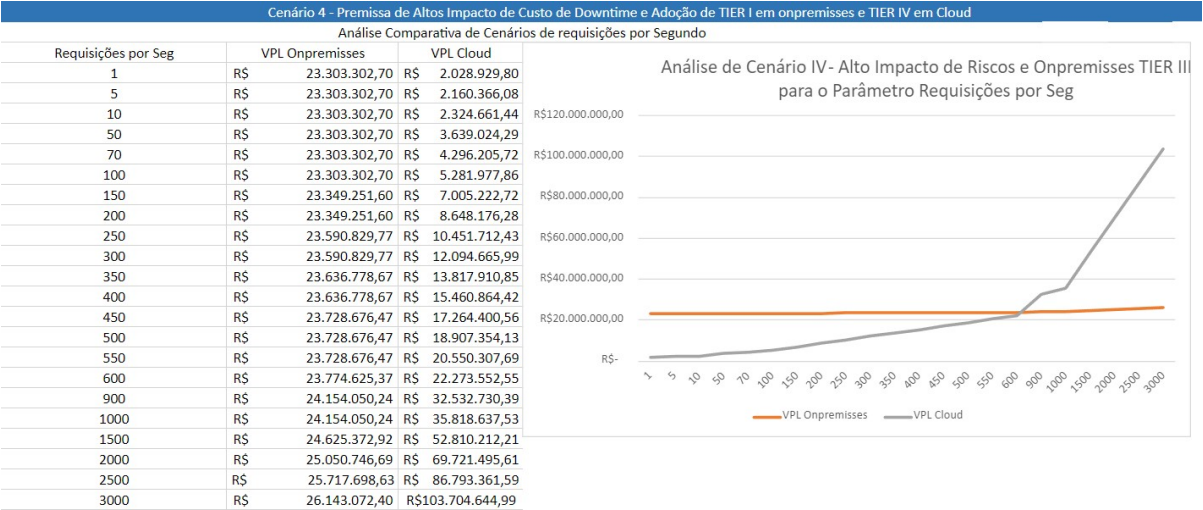 Cenário 4 - Premissa de Altos Impacto de Custo de Downtime e Adoção de TIER I em onpremisses e TIER IV em Cloud
Análise Comparativa de Cenários de requisições por Segundo
Requisições por Seg VPL Onpremisses VPL Cloud
1 R$ 23.303.302,70 R$ 2.028.929,80
5 R$ 23.303.302,70 R$ 2.160.366,08
10 R$ 23.303.302,70 R$ 2.324.661,44
50 R$ 23.303.302,70 R$ 3.639.024,29
70 R$ 23.303.302,70 R$ 4.296.205,72
100 R$ 23.303.302,70 R$ 5.281.977,86
150 R$ 23.349.251,60 R$ 7.005.222,72
200 R$ 23.349.251,60 R$ 8.648.176,28
250 R$ 23.590.829,77 R$ 10.451.712,43
300 R$ 23.590.829,77 R$ 12.094.665,99
350 R$ 23.636.778,67 R$ 13.817.910,85
400 R$ 23.636.778,67 R$ 15.460.864,42
450 R$ 23.728.676,47 R$ 17.264.400,56
500 R$ 23.728.676,47 R$ 18.907.354,13
550 R$ 23.728.676,47 R$ 20.550.307,69
600 R$ 23.774.625,37 R$ 22.273.552,55
900 R$ 24.154.050,24 R$ 32.532.730,39
1000 R$ 24.154.050,24 R$ 35.818.637,53
1500 R$ 24.625.372,92 R$ 52.810.212,21
2000 R$ 25.050.746,69 R$ 69.721.495,61
2500 R$ 25.717.698,63 R$ 86.793.361,59
3000 R$ 26.143.072,40 R$103.704.644,99
Análise de Cenário IV- Alto Impacto de Riscos e Onpremisses TIER III
para o Parâmetro Requisições por Seg
R$120.000.000,00
R$100.000.000,00
R$80.000.000,00
R$60.000.000,00
R$40.000.000,00
R$20.000.000,00
R$-
1 5 10 50 70 100 150 200 250 300 350 400 450 500 550 600 900 1000 1500 2000 2500 3000
VPL Onpremisses VPL Cloud